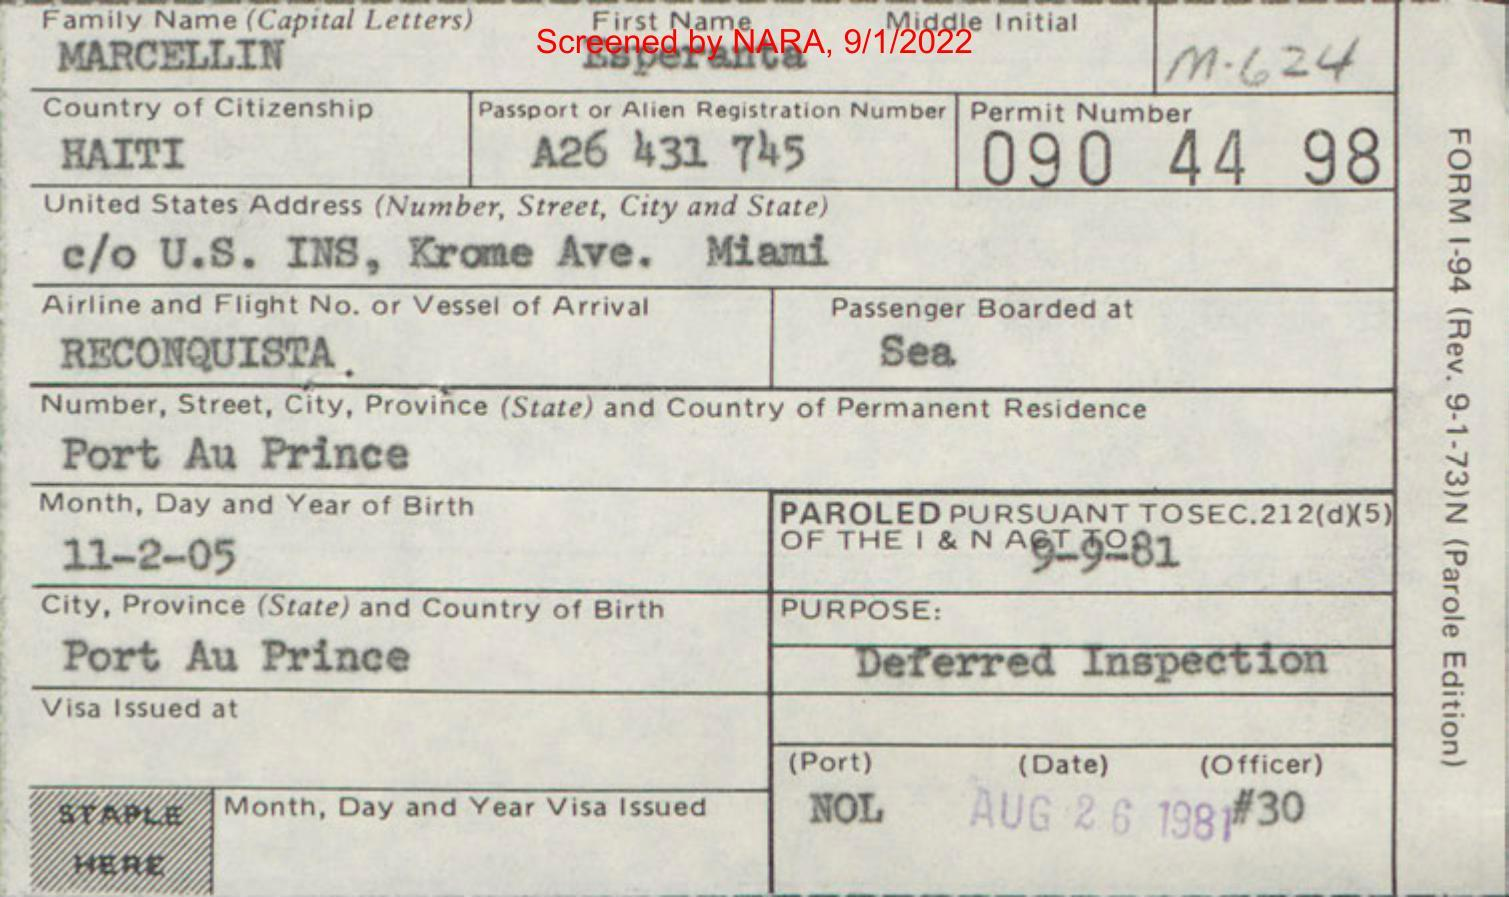 Family Name (Capital Letters) First Name Middle Initial
Screened by NARA, 9/1/2022
MARCELLIN Esperanta M-624
Country of Citizenship Passport or Alien Registration Number Permit Number
HAITI A26 431 745 090 44 98
United States Address (Number, Street, City and State)
c/o U.S. INS, Krome Ave. Miami
Airline and Flight No. or Vessel of Arrival Passenger Boarded at
RECONQUISTA. Sea
Number, Street, City, Province (State) and Country of Permanent Residence
Port Au Prince
Month, Day and Year of Birth
11-2-05
PAROLED PURSUANT TO SEC. 212(d)(5)
OF THE I & N ACT TO 9-9-81
City, Province (State) and Country of Birth
Port Au Prince
PURPOSE:
Deferred Inspection
Visa Issued at
(Port) (Date) (Officer)
NOL AUG 26 1981 #30
STAPLE
HERE
Month, Day and Year Visa Issued
FORM I-94 (Rev. 9-1-73)N (Parole Edition)